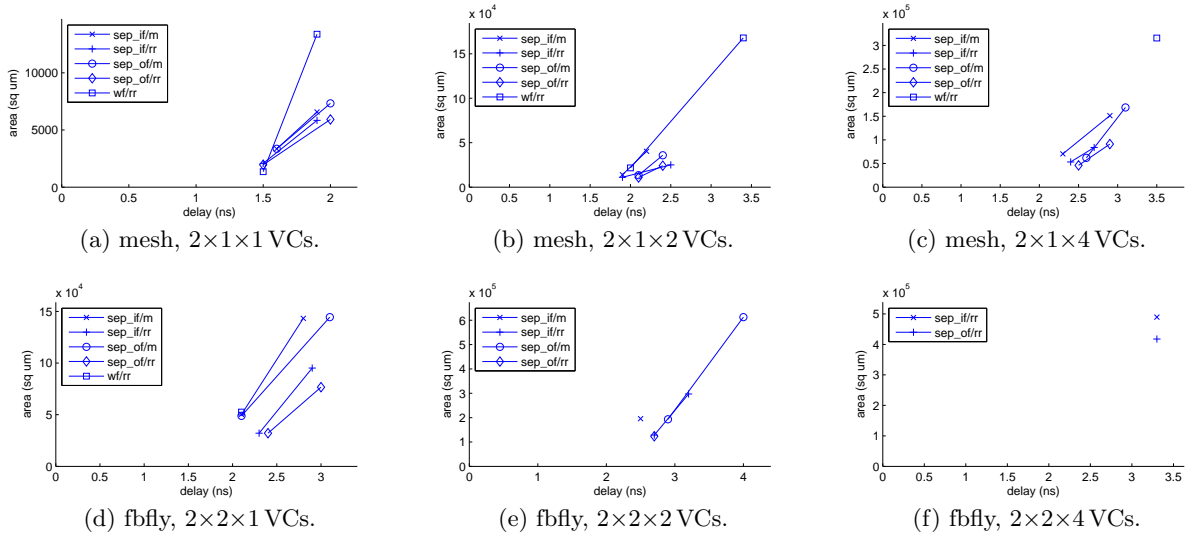 sep_if/m
sep_if/rr
sep_of/m
sep_of/rr
wf/rr
10000
5000
0
area (sq um)
0 0.5 1 1.5 2
delay (ns)
(a) mesh, 2×1×1 VCs.
x 10^4
sep_if/m
sep_if/rr
sep_of/m
sep_of/rr
wf/rr
15
10
5
0
area (sq um)
0 0.5 1 1.5 2 2.5 3 3.5
delay (ns)
(b) mesh, 2×1×2 VCs.
x 10^5
sep_if/m
sep_if/rr
sep_of/m
sep_of/rr
wf/rr
3
2.5
2
1.5
1
0.5
0
area (sq um)
0 0.5 1 1.5 2 2.5 3 3.5
delay (ns)
(c) mesh, 2×1×4 VCs.
x 10^4
sep_if/m
sep_if/rr
sep_of/m
sep_of/rr
wf/rr
15
10
5
0
area (sq um)
0 0.5 1 1.5 2 2.5 3
delay (ns)
(d) fbfly, 2×2×1 VCs.
x 10^5
sep_if/m
sep_if/rr
sep_of/m
sep_of/rr
6
5
4
3
2
1
0
area (sq um)
0 1 2 3 4
delay (ns)
(e) fbfly, 2×2×2 VCs.
x 10^5
sep_if/rr
sep_of/rr
5
4
3
2
1
0
area (sq um)
0 0.5 1 1.5 2 2.5 3 3.5
delay (ns)
(f) fbfly, 2×2×4 VCs.